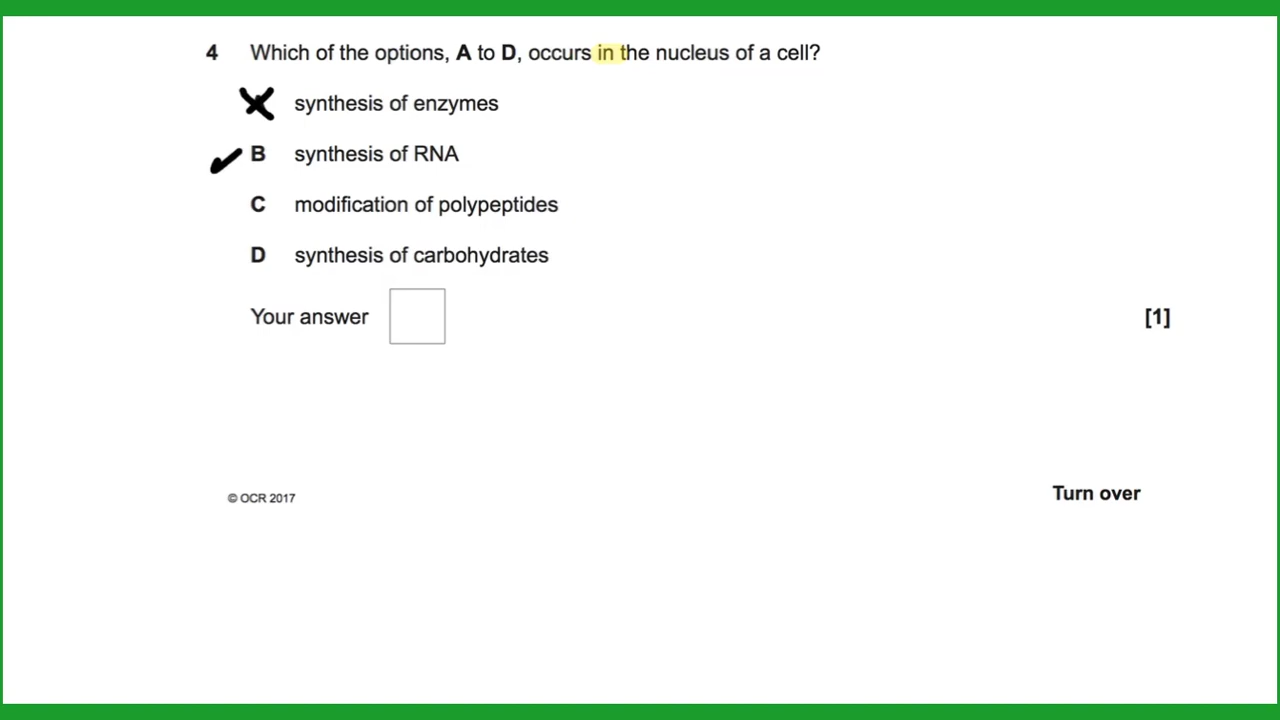 4 Which of the options, A to D, occurs in the nucleus of a cell?
synthesis of enzymes
B synthesis of RNA
C modification of polypeptides
D synthesis of carbohydrates
Your answer [1]
© OCR 2017 Turn over